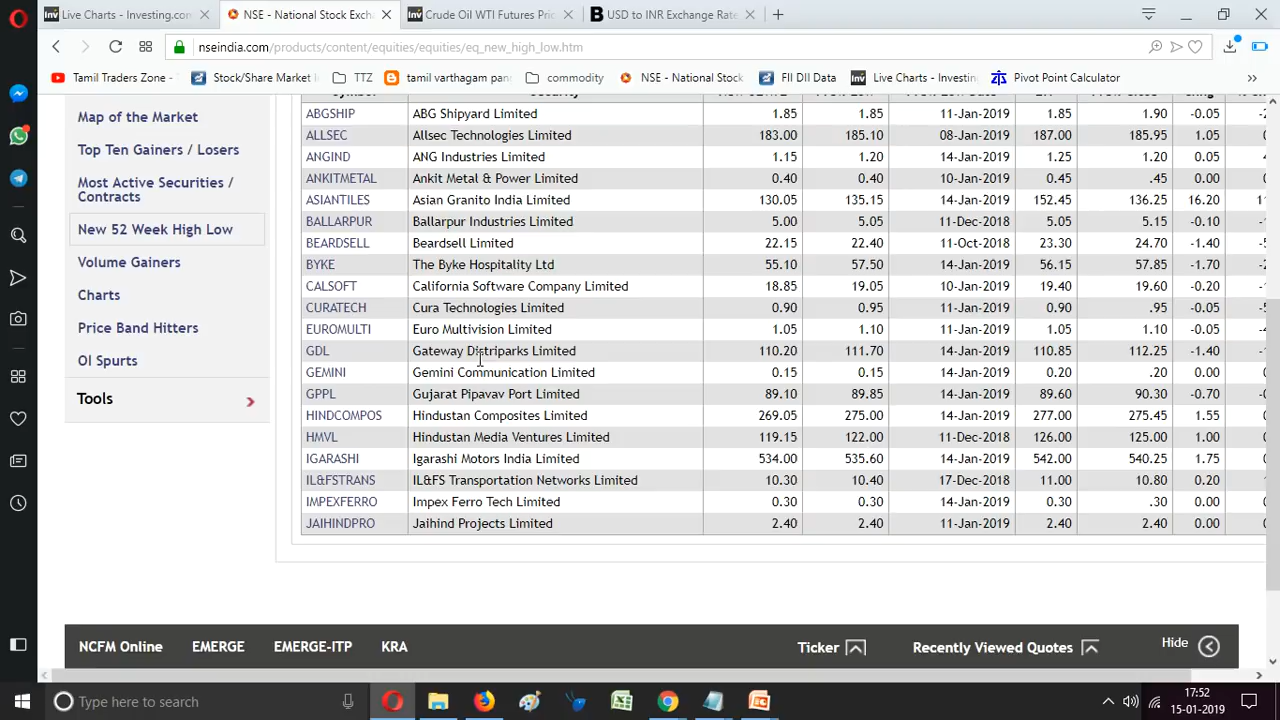 Live Charts - Investing.com
NSE - National Stock Exch
Crude Oil WTI Futures Pric
USD to INR Exchange Rate
nseindia.com/products/content/equities/equities/eq_new_high_low.htm
Tamil Traders Zone -
Stock/Share Market
TTZ
tamil varthagam pan
commodity
NSE - National Stock
FII DII Data
Live Charts - Investin
Pivot Point Calculator
Map of the Market
Top Ten Gainers / Losers
Most Active Securities /
Contracts
New 52 Week High Low
Volume Gainers
Charts
Price Band Hitters
OI Spurts
Tools
ABGSHIP ABG Shipyard Limited 1.85 1.85 11-Jan-2019 1.85 1.90 -0.05
ALLSEC Allsec Technologies Limited 183.00 185.10 08-Jan-2019 187.00 185.95 1.05
ANGIND ANG Industries Limited 1.15 1.20 14-Jan-2019 1.25 1.20 0.05
ANKITMETAL Ankit Metal & Power Limited 0.40 0.40 10-Jan-2019 0.45 .45 0.00
ASIANTILES Asian Granito India Limited 130.05 135.15 14-Jan-2019 152.45 136.25 16.20
BALLARPUR Ballarpur Industries Limited 5.00 5.05 11-Dec-2018 5.05 5.15 -0.10
BEARDSELL Beardsell Limited 22.15 22.40 11-Oct-2018 23.30 24.70 -1.40
BYKE The Byke Hospitality Ltd 55.10 57.50 14-Jan-2019 56.15 57.85 -1.70
CALSOFT California Software Company Limited 18.85 19.05 10-Jan-2019 19.40 19.60 -0.20
CURATECH Cura Technologies Limited 0.90 0.95 11-Jan-2019 0.90 .95 -0.05
EUROMULTI Euro Multivision Limited 1.05 1.10 11-Jan-2019 1.05 1.10 -0.05
GDL Gateway Distriparks Limited 110.20 111.70 14-Jan-2019 110.85 112.25 -1.40
GEMINI Gemini Communication Limited 0.15 0.15 14-Jan-2019 0.20 .20 0.00
GPPL Gujarat Pipavav Port Limited 89.10 89.85 14-Jan-2019 89.60 90.30 -0.70
HINDCOMPOS Hindustan Composites Limited 269.05 275.00 14-Jan-2019 277.00 275.45 1.55
HMVL Hindustan Media Ventures Limited 119.15 122.00 11-Dec-2018 126.00 125.00 1.00
IGARASHI Igarashi Motors India Limited 534.00 535.60 14-Jan-2019 542.00 540.25 1.75
IL&FSTRANS IL&FS Transportation Networks Limited 10.30 10.40 17-Dec-2018 11.00 10.80 0.20
IMPEXFERRO Impex Ferro Tech Limited 0.30 0.30 14-Jan-2019 0.30 .30 0.00
JAIHINDPRO Jaihind Projects Limited 2.40 2.40 11-Jan-2019 2.40 2.40 0.00
NCFM Online EMERGE EMERGE-ITP KRA Ticker Recently Viewed Quotes Hide
Type here to search
17:52
15-01-2019